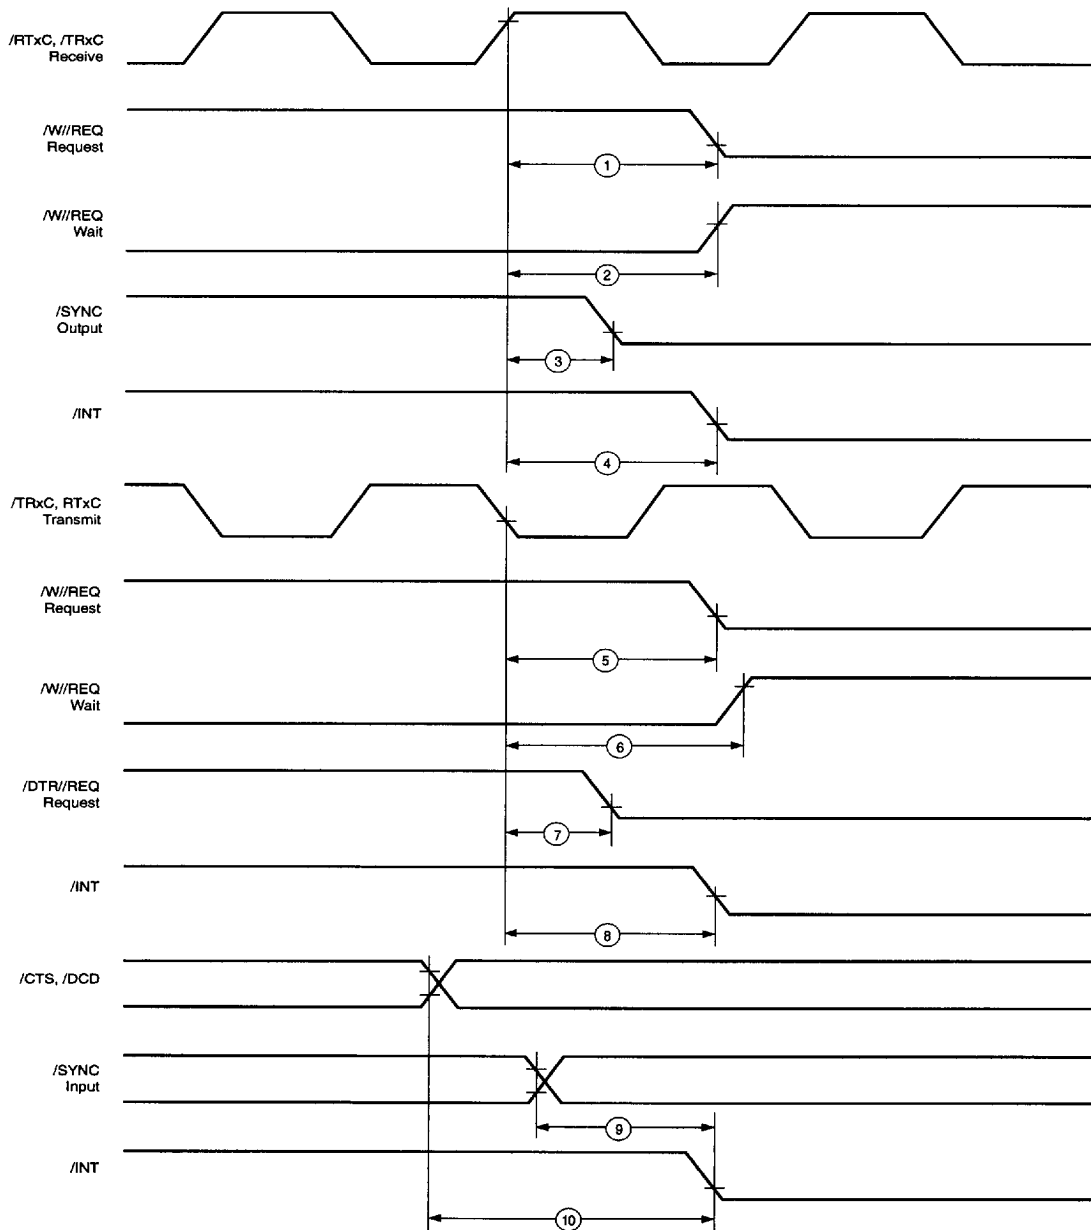 /RTxC, /TRxC
Receive
/W//REQ
Request
1
/W//REQ
Wait
2
/SYNC
Output
3
/INT
4
/TRxC, RTxC
Transmit
/W//REQ
Request
5
/W//REQ
Wait
6
/DTR//REQ
Request
7
/INT
8
/CTS, /DCD
/SYNC
Input
9
/INT
10